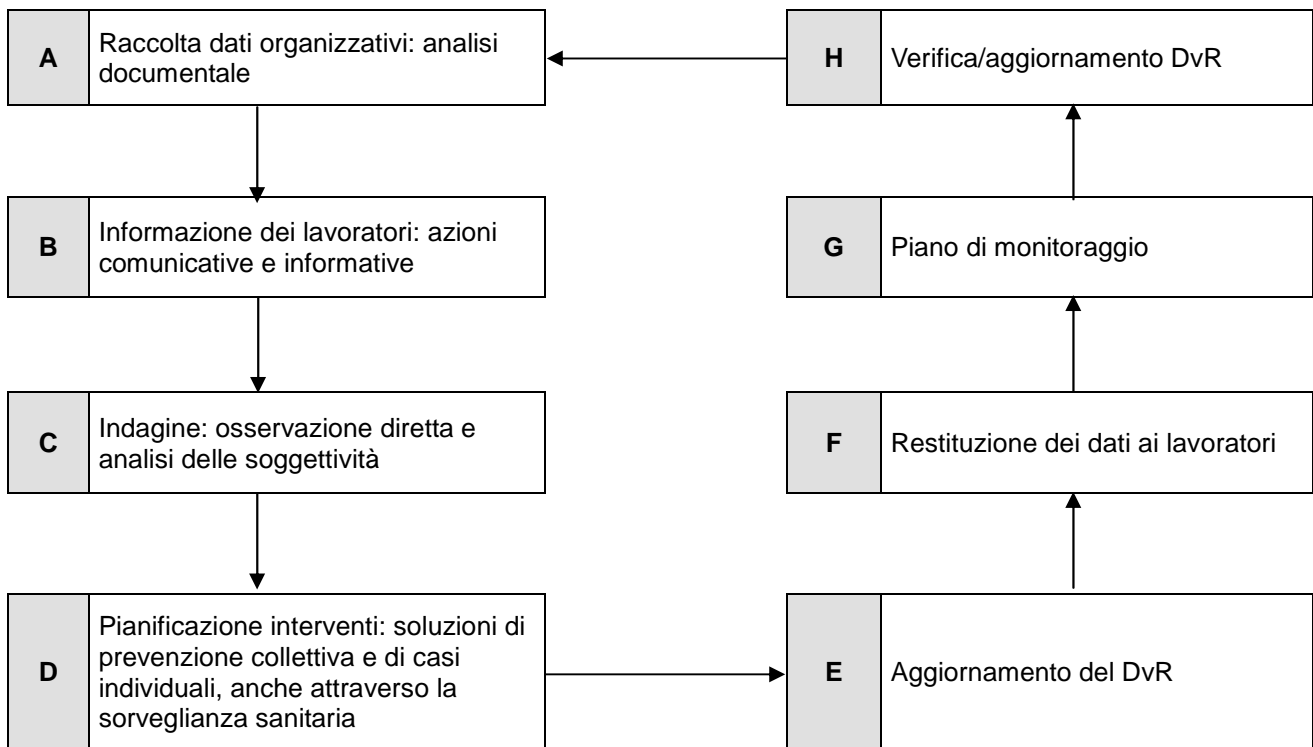 A
Raccolta dati organizzativi: analisi
documentale
B
Informazione dei lavoratori: azioni
comunicative e informative
C
Indagine: osservazione diretta e
analisi delle soggettività
D
Pianificazione interventi: soluzioni di
prevenzione collettiva e di casi
individuali, anche attraverso la
sorveglianza sanitaria
E
Aggiornamento del DvR
F
Restituzione dei dati ai lavoratori
G
Piano di monitoraggio
H
Verifica/aggiornamento DvR